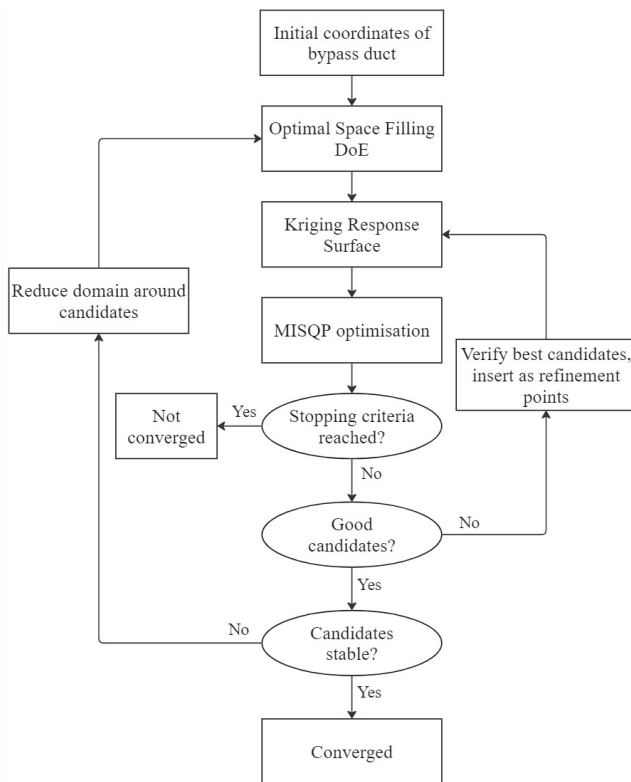 Initial coordinates of
bypass duct
Optimal Space Filling
DoE
Kriging Response
Surface
Reduce domain around
candidates
MISQP optimisation
Verify best candidates,
insert as refinement
points
Not
converged
Yes
Stopping criteria
reached?
No
Good
candidates?
No
Yes
No
Candidates
stable?
Yes
Converged